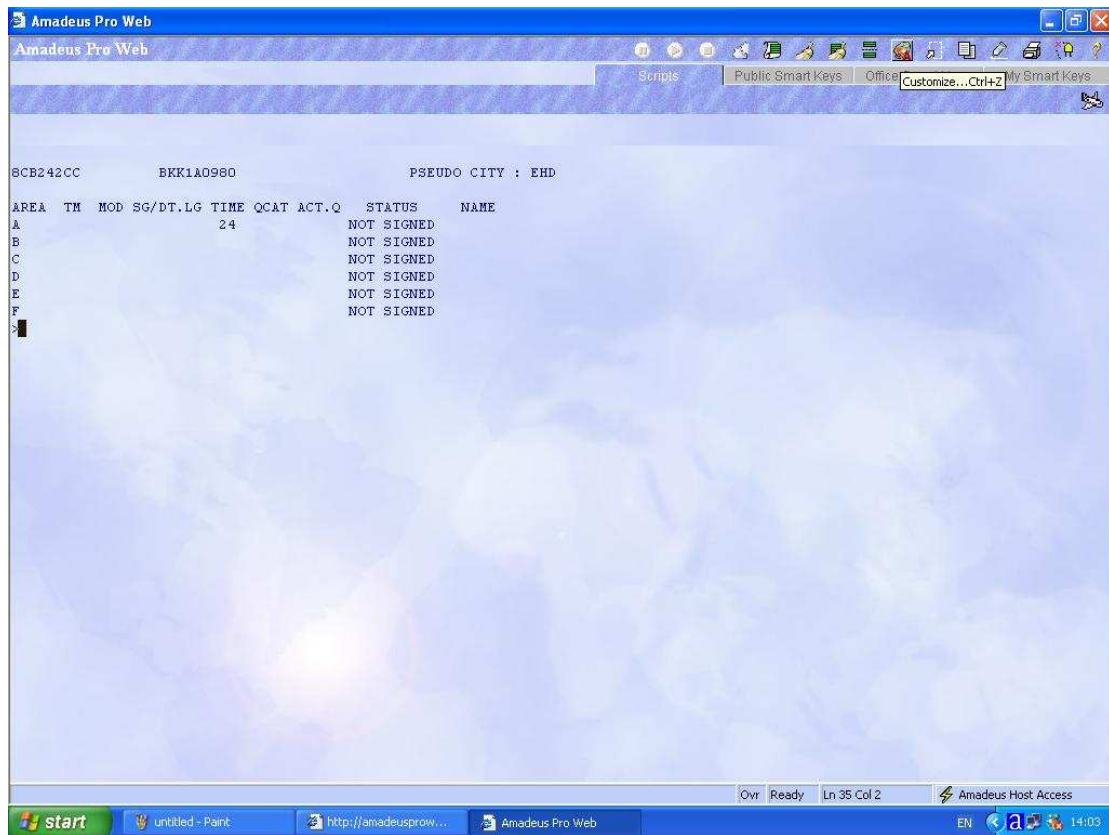 Amadeus Pro Web
Amadeus Pro Web
Scripts Public Smart Keys Office My Smart Keys
Customize...Ctrl+Z
8CB242CC BKK1A0980 PSEUDO CITY : EHD
AREA TM MOD SG/DT.LG TIME QCAT ACT.Q STATUS NAME
A 24 NOT SIGNED
B NOT SIGNED
C NOT SIGNED
D NOT SIGNED
E NOT SIGNED
F NOT SIGNED
>
Ovr Ready Ln 35 Col 2 Amadeus Host Access
start untitled - Paint http://amadeusprow... Amadeus Pro Web EN a 14:03